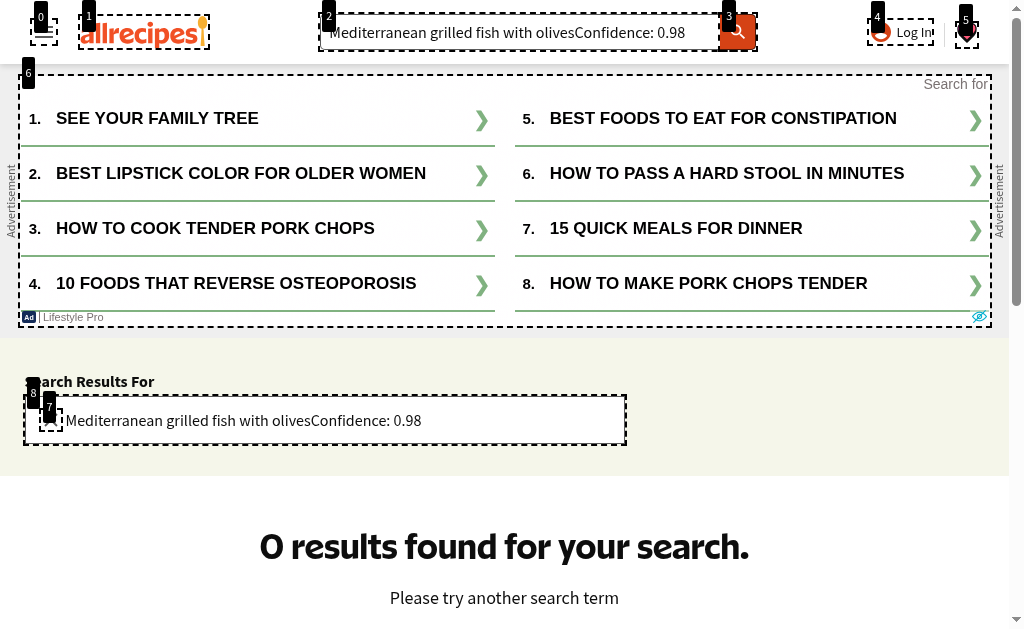 0
1
allrecipes
2
Mediterranean grilled fish with olivesConfidence: 0.98
3
4
Log In
5
6
Search for
1. SEE YOUR FAMILY TREE
2. BEST LIPSTICK COLOR FOR OLDER WOMEN
3. HOW TO COOK TENDER PORK CHOPS
4. 10 FOODS THAT REVERSE OSTEOPOROSIS
5. BEST FOODS TO EAT FOR CONSTIPATION
6. HOW TO PASS A HARD STOOL IN MINUTES
7. 15 QUICK MEALS FOR DINNER
8. HOW TO MAKE PORK CHOPS TENDER
Advertisement
Advertisement
Ad | Lifestyle Pro
Search Results For
8
7
Mediterranean grilled fish with olivesConfidence: 0.98
0 results found for your search.
Please try another search term